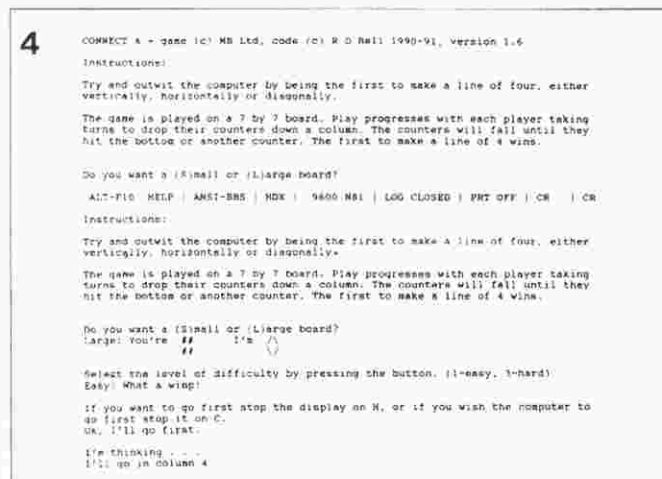 4
CONNECT 4 - game (c) MB Ltd, code (c) R D Bell 1990-91, version 1.6
Instructions:
Try and outwit the computer by being the first to make a line of four, either
vertically, horizontally or diagonally.
The game is played on a 7 by 7 board. Play progresses with each player taking
turns to drop their counters down a column. The counters will fall until they
hit the bottom or another counter. The first to make a line of 4 wins.
Do you want a (S)mall or (L)arge board?
ALT-F10 HELP | ANSI-BBS | HDX | 9600 N81 | LOG CLOSED | PRT OFF | CR | CR
Instructions:
Try and outwit the computer by being the first to make a line of four, either
vertically, horizontally or diagonally.
The game is played on a 7 by 7 board. Play progresses with each player taking
turns to drop their counters down a column. The counters will fall until they
hit the bottom or another counter. The first to make a line of 4 wins.
Do you want a (S)mall or (L)arge board?
Large: You're ## I'm /\
## \/
Select the level of difficulty by pressing the button. (1-easy, 3-hard)
Easy: What a wimp!
If you want to go first stop the display on H, or if you wish the computer to
go first stop it on C.
OK, I'll go first.
I'm thinking . . .
I'll go in column 4